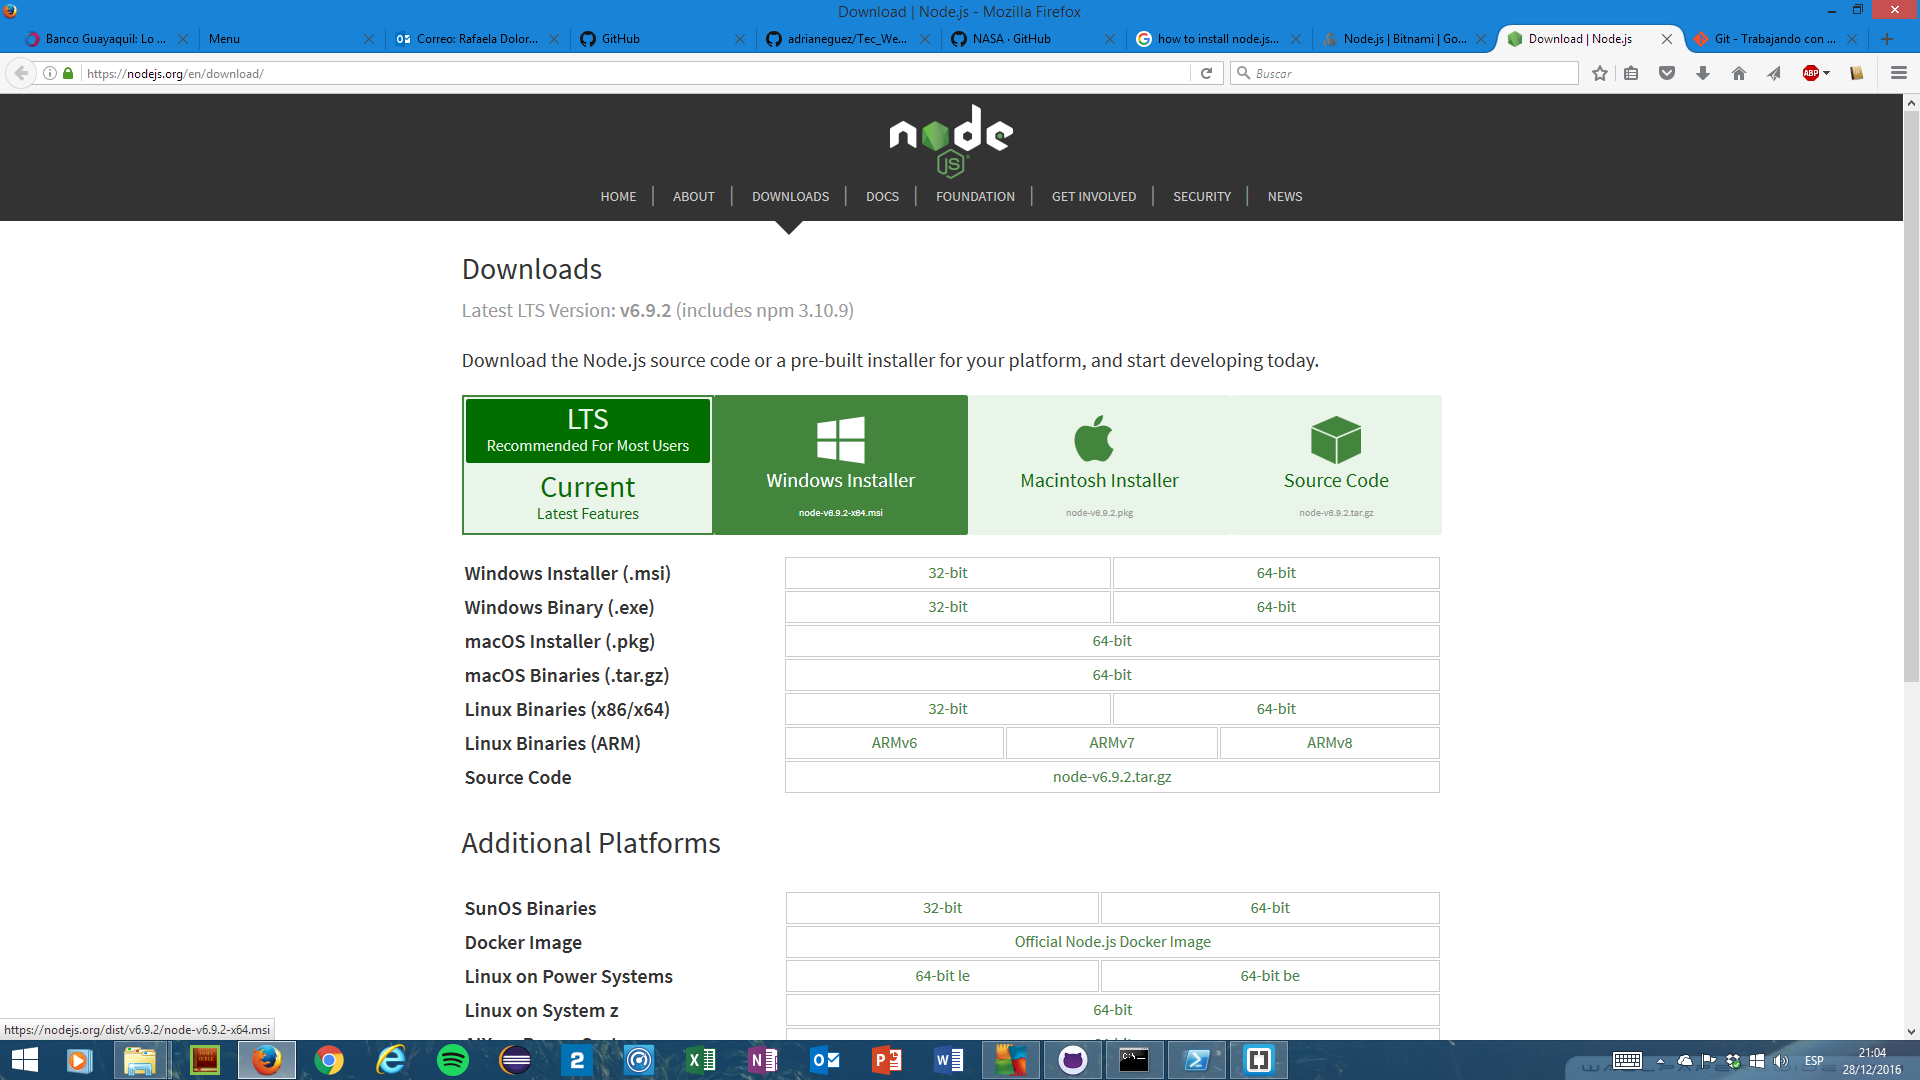 Download | Node.js - Mozilla Firefox
Banco Guayaquil: Lo ...
Menu
Correo: Rafaela Dolor...
GitHub
adrianeguez/Tec_We...
NASA · GitHub
how to install node.js...
Node.js | Bitnami | Go...
Download | Node.js
Git - Trabajando con ...
https://nodejs.org/en/download/
Buscar
ABP
node
JS
HOME
ABOUT
DOWNLOADS
DOCS
FOUNDATION
GET INVOLVED
SECURITY
NEWS
Downloads
Latest LTS Version: v6.9.2 (includes npm 3.10.9)
Download the Node.js source code or a pre-built installer for your platform, and start developing today.
LTS
Recommended For Most Users
Current
Latest Features
Windows Installer
node-v6.9.2-x64.msi
Macintosh Installer
node-v6.9.2.pkg
Source Code
node-v6.9.2.tar.gz
Windows Installer (.msi) 32-bit 64-bit
Windows Binary (.exe) 32-bit 64-bit
macOS Installer (.pkg) 64-bit
macOS Binaries (.tar.gz) 64-bit
Linux Binaries (x86/x64) 32-bit 64-bit
Linux Binaries (ARM) ARMv6 ARMv7 ARMv8
Source Code node-v6.9.2.tar.gz
Additional Platforms
SunOS Binaries 32-bit 64-bit
Docker Image Official Node.js Docker Image
Linux on Power Systems 64-bit le 64-bit be
Linux on System z 64-bit
https://nodejs.org/dist/v6.9.2/node-v6.9.2-x64.msi
ESP
21:04
28/12/2016